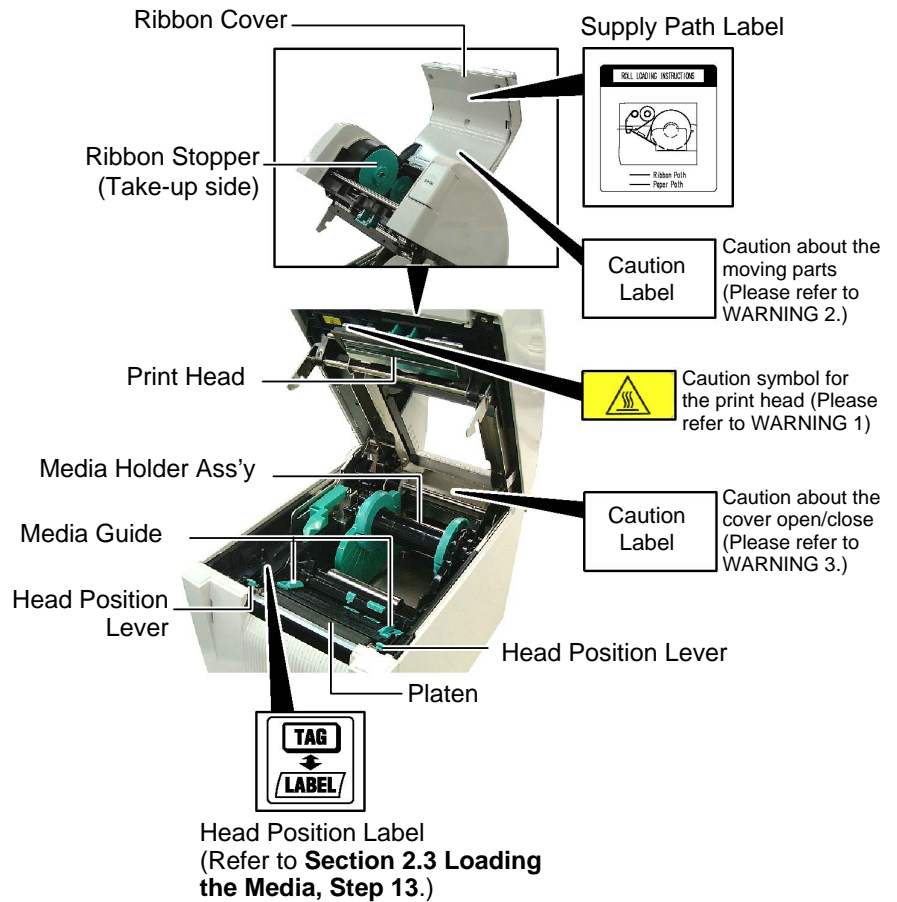 Ribbon Cover
Supply Path Label
ROLL LOADING INSTRUCTIONS
Ribbon Path
Paper Path
Ribbon Stopper
(Take-up side)
Caution
Label
Caution about the
moving parts
(Please refer to
WARNING 2.)
Print Head
Caution symbol for
the print head (Please
refer to WARNING 1)
Media Holder Ass'y
Caution
Label
Caution about the
cover open/close
(Please refer to
WARNING 3.)
Media Guide
Head Position
Lever
Head Position Lever
Platen
TAG
LABEL
Head Position Label
(Refer to Section 2.3 Loading
the Media, Step 13.)